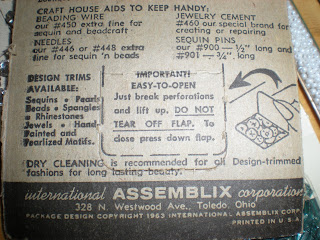 CRAFT HOUSE AIDS TO KEEP HANDY:
BEADING WIRE
our #450 extra fine for
sequin and beadcraft
NEEDLES
our #446 or #448 extra
fine for sequin 'n beads
JEWELRY CEMENT
#460 our special brand for
creating or repairing
SEQUIN PINS
our #900 — ½" long and
#901 — ¾" long
DESIGN TRIMS
AVAILABLE:
Sequins • Pearls
Beads • Spangles
• Rhinestones
Jewels • Hand-
Painted and
Pearlized Motifs.
IMPORTANT!
EASY-TO-OPEN
Just break perforations
and lift up. DO NOT
TEAR OFF FLAP. To
close press down flap.
DRY CLEANING is recommended for all Design-trimmed
fashions for long lasting beauty.
international ASSEMBLIX corporation
328 N. Westwood Ave., Toledo, Ohio
PACKAGE DESIGN COPYRIGHT 1963 INTERNATIONAL ASSEMBLIX CORP.
PRINTED IN U.S.A.